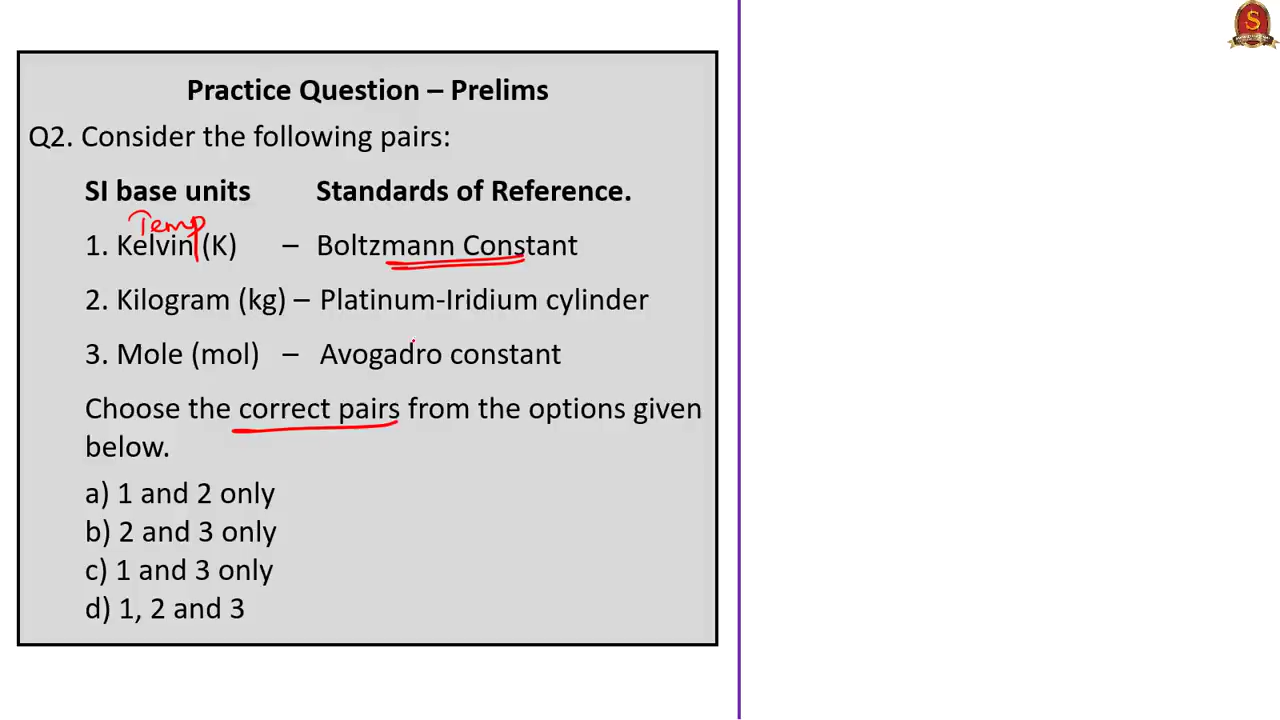 Practice Question – Prelims
Q2. Consider the following pairs:
SI base units Standards of Reference.
Temp
1. Kelvin (K) – Boltzmann Constant
2. Kilogram (kg) – Platinum-Iridium cylinder
3. Mole (mol) – Avogadro constant
Choose the correct pairs from the options given
below.
a) 1 and 2 only
b) 2 and 3 only
c) 1 and 3 only
d) 1, 2 and 3
S